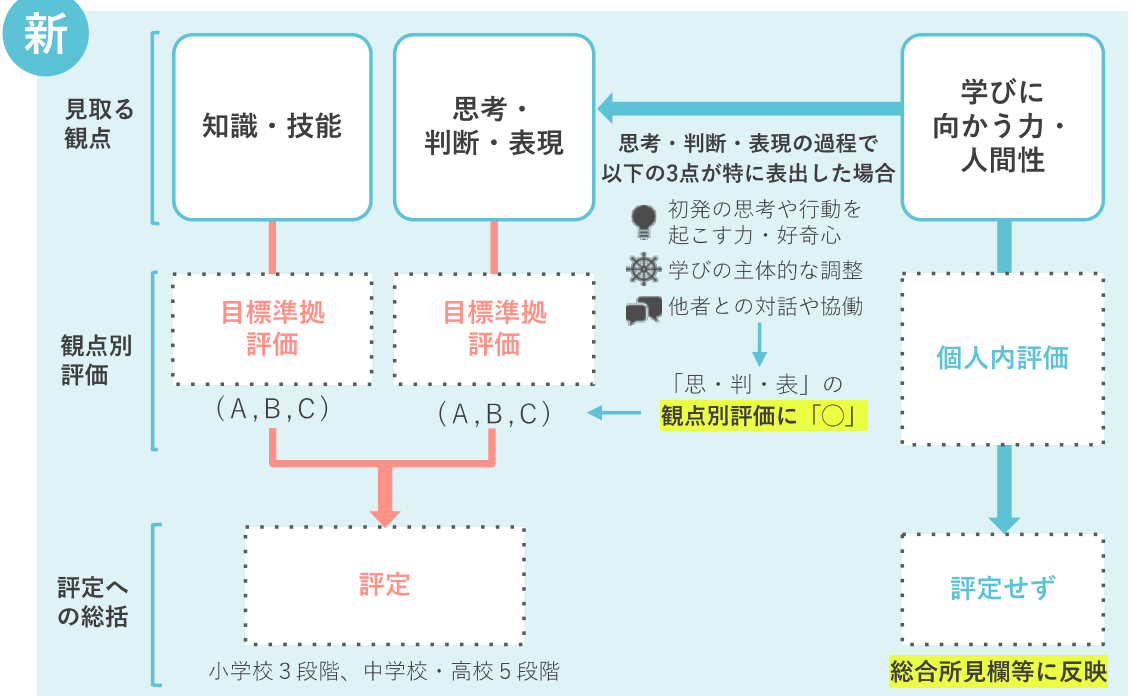 新
見取る
観点
知識・技能
思考・
判断・表現
学びに
向かう力・
人間性
思考・判断・表現の過程で
以下の3点が特に表出した場合
初発の思考や行動を
起こす力・好奇心
学びの主体的な調整
他者との対話や協働
観点別
評価
目標準拠
評価
(A,B,C)
目標準拠
評価
(A,B,C)
「思・判・表」の
観点別評価に「○」
個人内評価
評定へ
の総括
評定
小学校3段階、中学校・高校5段階
評定せず
総合所見欄等に反映